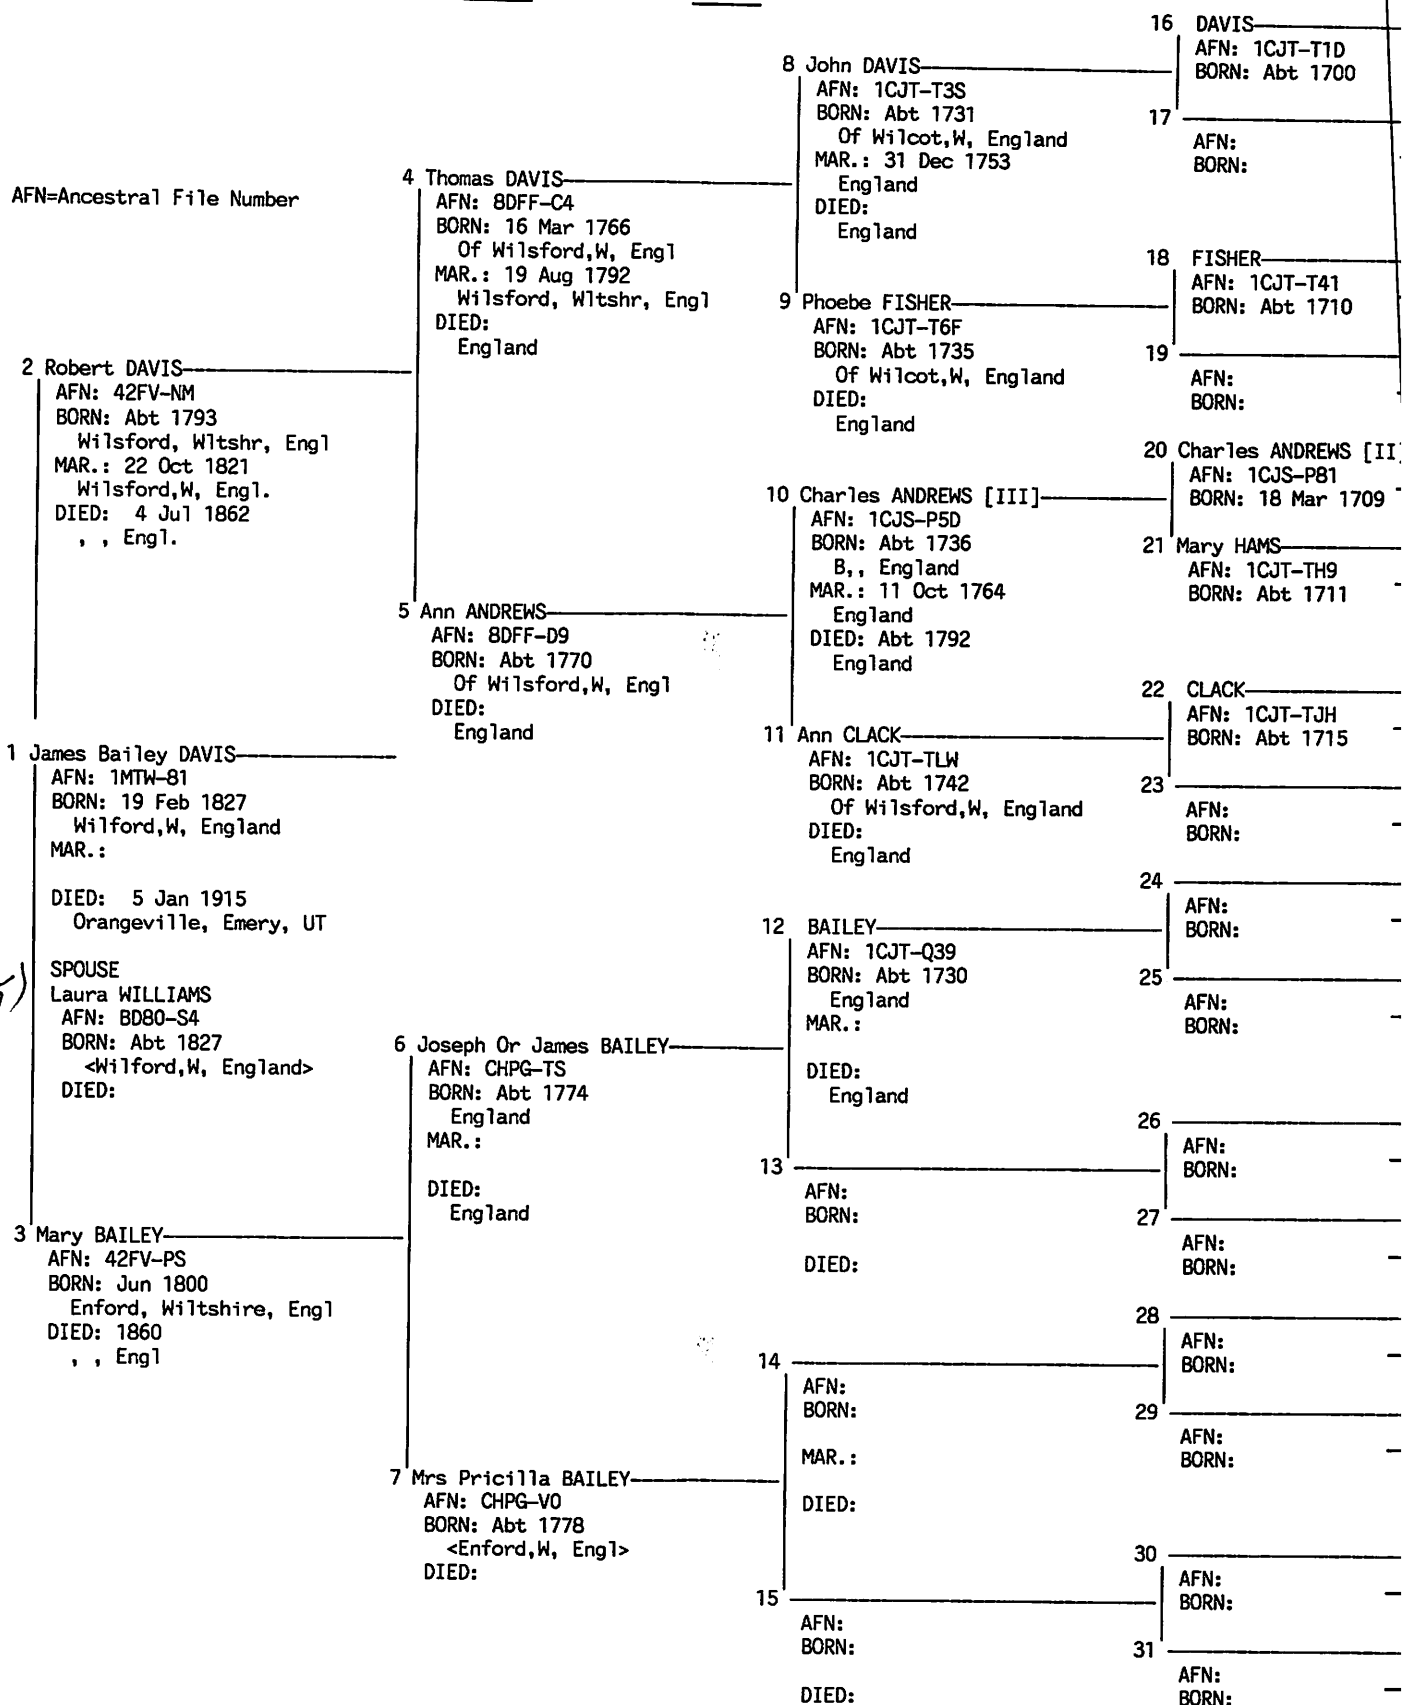 AFN=Ancestral File Number
1 James Bailey DAVIS
AFN: 1MTW-81
BORN: 19 Feb 1827
Wilford,W, England
MAR.:
DIED: 5 Jan 1915
Orangeville, Emery, UT
SPOUSE
Laura WILLIAMS
AFN: BD80-S4
BORN: Abt 1827
<Wilford,W, England>
DIED:
2 Robert DAVIS
AFN: 42FV-NM
BORN: Abt 1793
Wilsford, Wltshr, Engl
MAR.: 22 Oct 1821
Wilsford,W, Engl.
DIED: 4 Jul 1862
, , Engl.
3 Mary BAILEY
AFN: 42FV-PS
BORN: Jun 1800
Enford, Wiltshire, Engl
DIED: 1860
, , Engl
4 Thomas DAVIS
AFN: 8DFF-C4
BORN: 16 Mar 1766
Of Wilsford,W, Engl
MAR.: 19 Aug 1792
Wilsford, Wltshr, Engl
DIED:
England
5 Ann ANDREWS
AFN: 8DFF-D9
BORN: Abt 1770
Of Wilsford,W, Engl
DIED:
England
6 Joseph Or James BAILEY
AFN: CHPG-TS
BORN: Abt 1774
England
MAR.:
DIED:
England
7 Mrs Pricilla BAILEY
AFN: CHPG-V0
BORN: Abt 1778
<Enford,W, Engl>
DIED:
8 John DAVIS
AFN: 1CJT-T3S
BORN: Abt 1731
Of Wilcot,W, England
MAR.: 31 Dec 1753
England
DIED:
England
9 Phoebe FISHER
AFN: 1CJT-T6F
BORN: Abt 1735
Of Wilcot,W, England
DIED:
England
10 Charles ANDREWS [III]
AFN: 1CJS-P5D
BORN: Abt 1736
B,, England
MAR.: 11 Oct 1764
England
DIED: Abt 1792
England
11 Ann CLACK
AFN: 1CJT-TLW
BORN: Abt 1742
Of Wilsford,W, England
DIED:
England
12 BAILEY
AFN: 1CJT-Q39
BORN: Abt 1730
England
MAR.:
DIED:
England
13
AFN:
BORN:
DIED:
14
AFN:
BORN:
MAR.:
DIED:
15
AFN:
BORN:
DIED:
16 DAVIS
AFN: 1CJT-T1D
BORN: Abt 1700
17
AFN:
BORN:
18 FISHER
AFN: 1CJT-T41
BORN: Abt 1710
19
AFN:
BORN:
20 Charles ANDREWS [II]
AFN: 1CJS-P81
BORN: 18 Mar 1709
21 Mary HAMS
AFN: 1CJT-TH9
BORN: Abt 1711
22 CLACK
AFN: 1CJT-TJH
BORN: Abt 1715
23
AFN:
BORN:
24
AFN:
BORN:
25
AFN:
BORN:
26
AFN:
BORN:
27
AFN:
BORN:
28
AFN:
BORN:
29
AFN:
BORN:
30
AFN:
BORN:
31
AFN:
BORN: